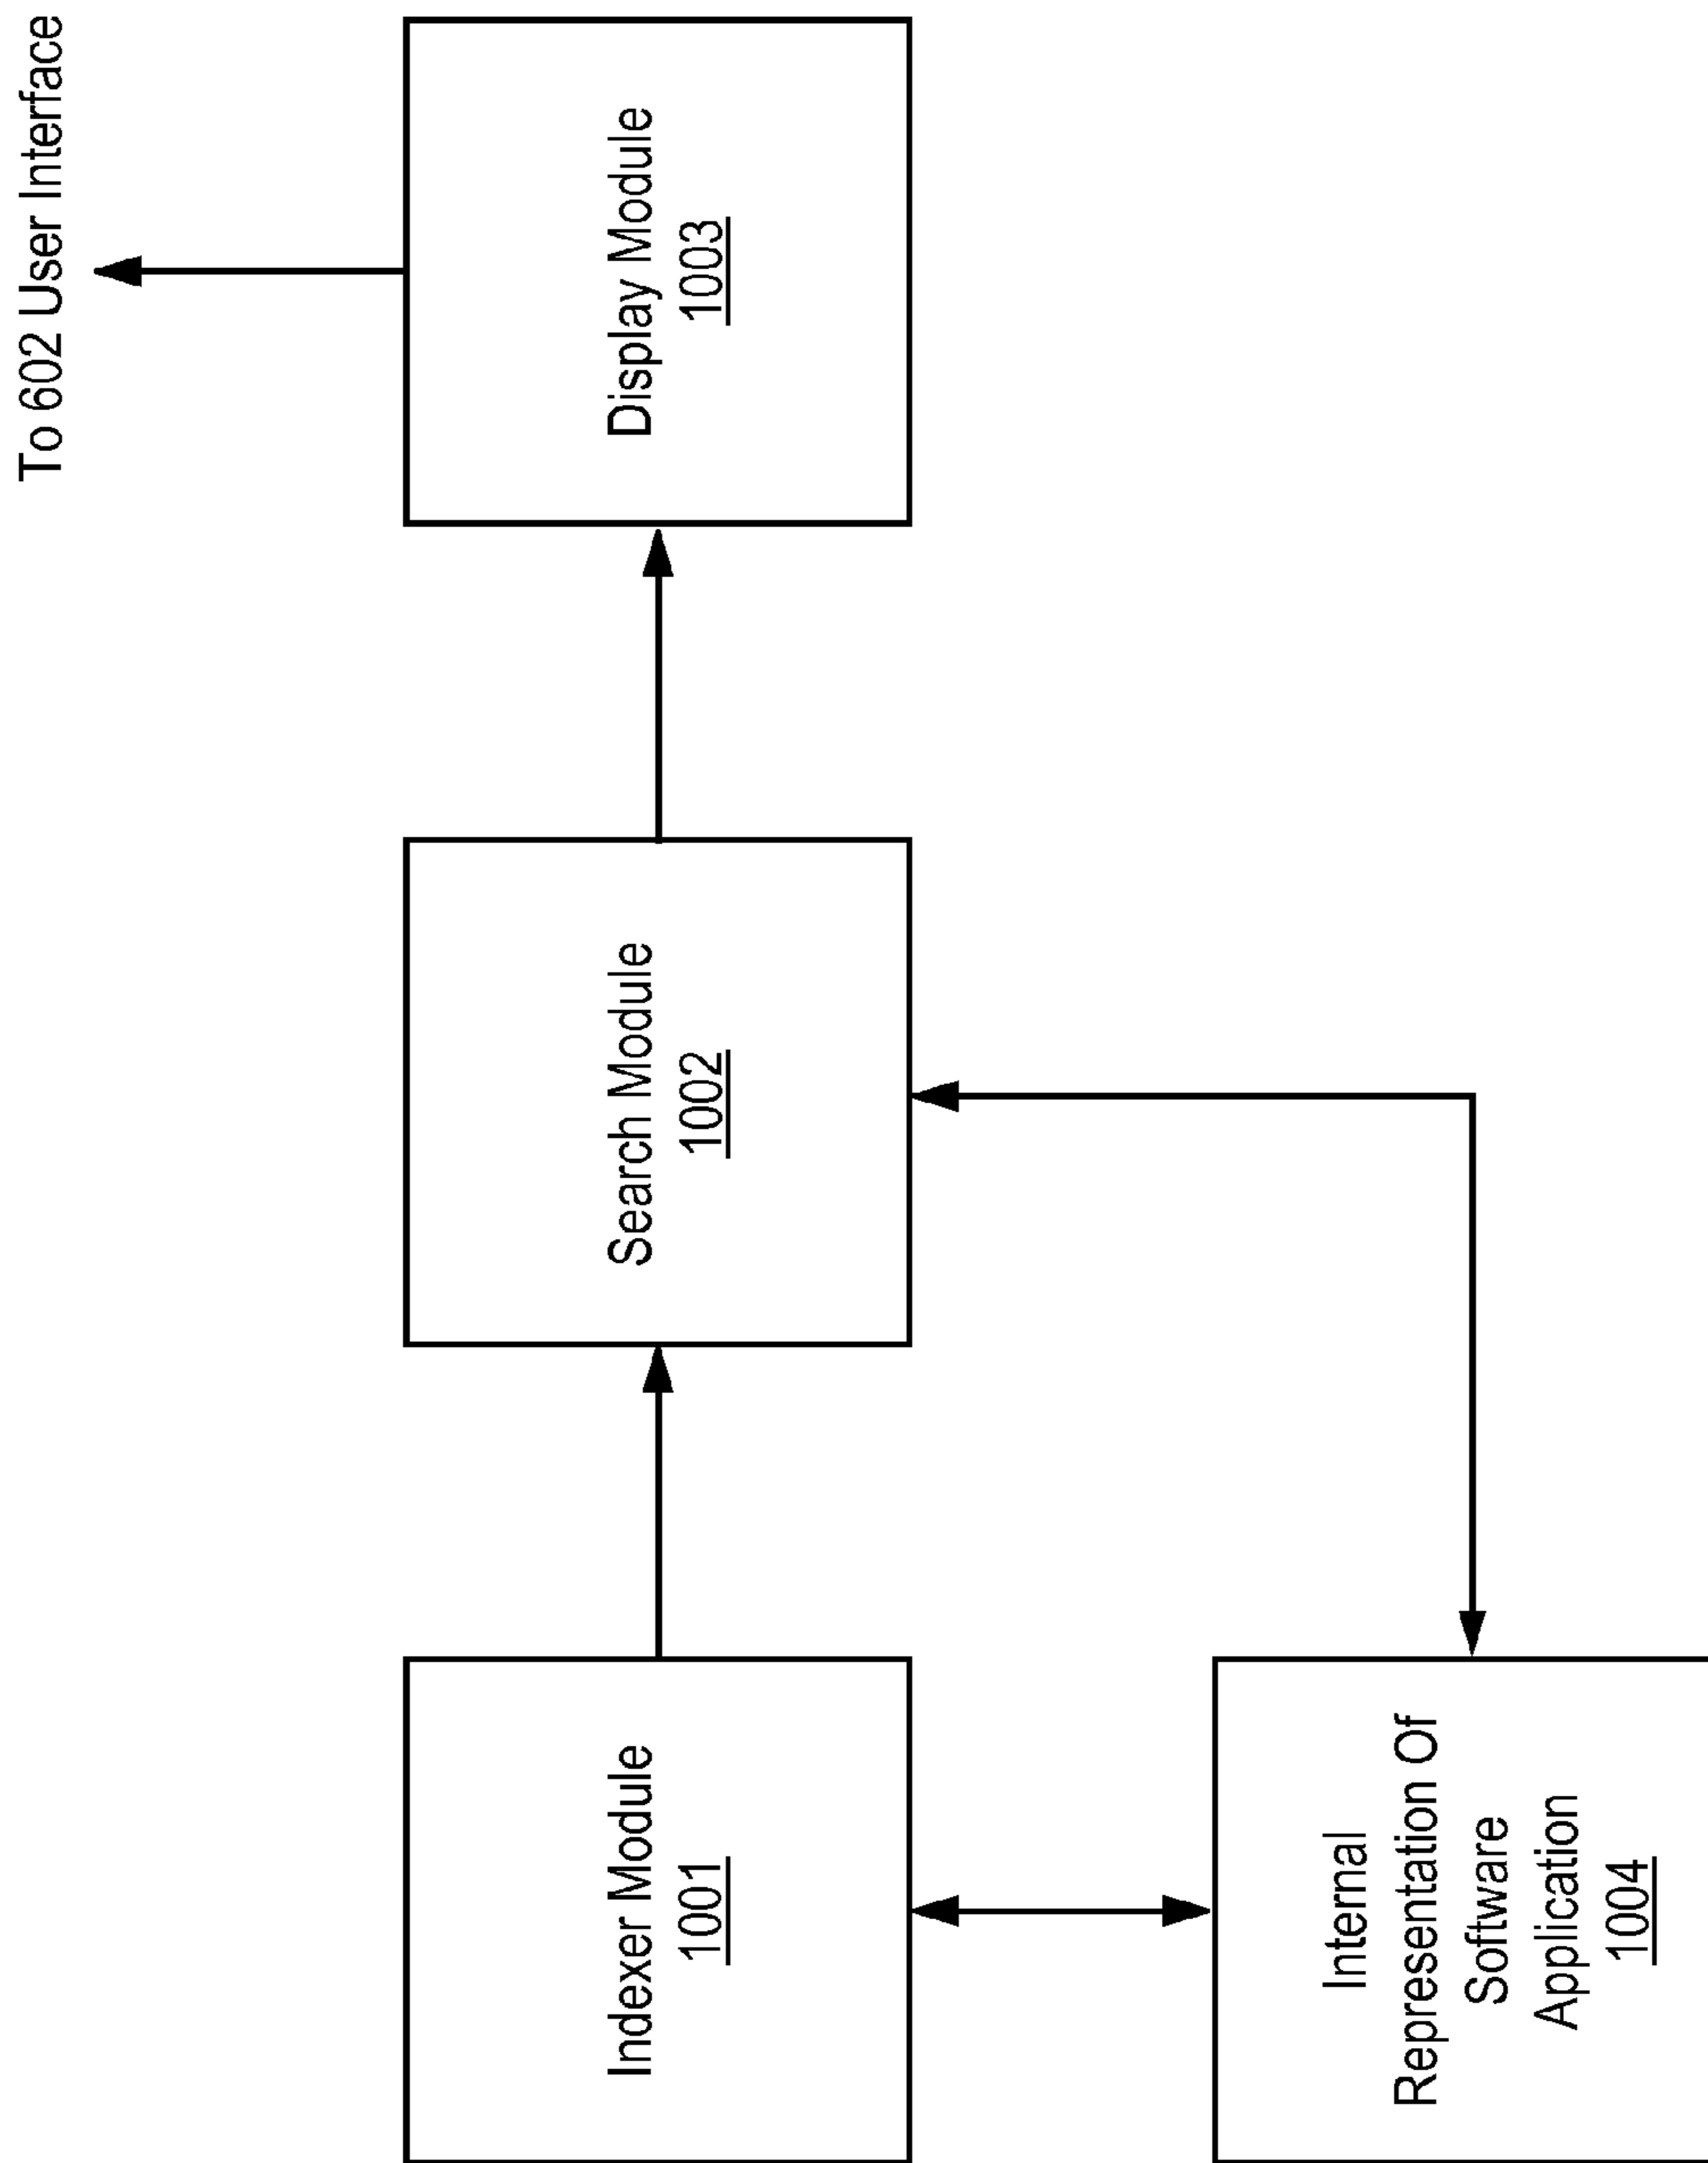 To 602 User Interface
Indexer Module
1001
Search Module
1002
Display Module
1003
Internal
Representation Of
Software
Application
1004